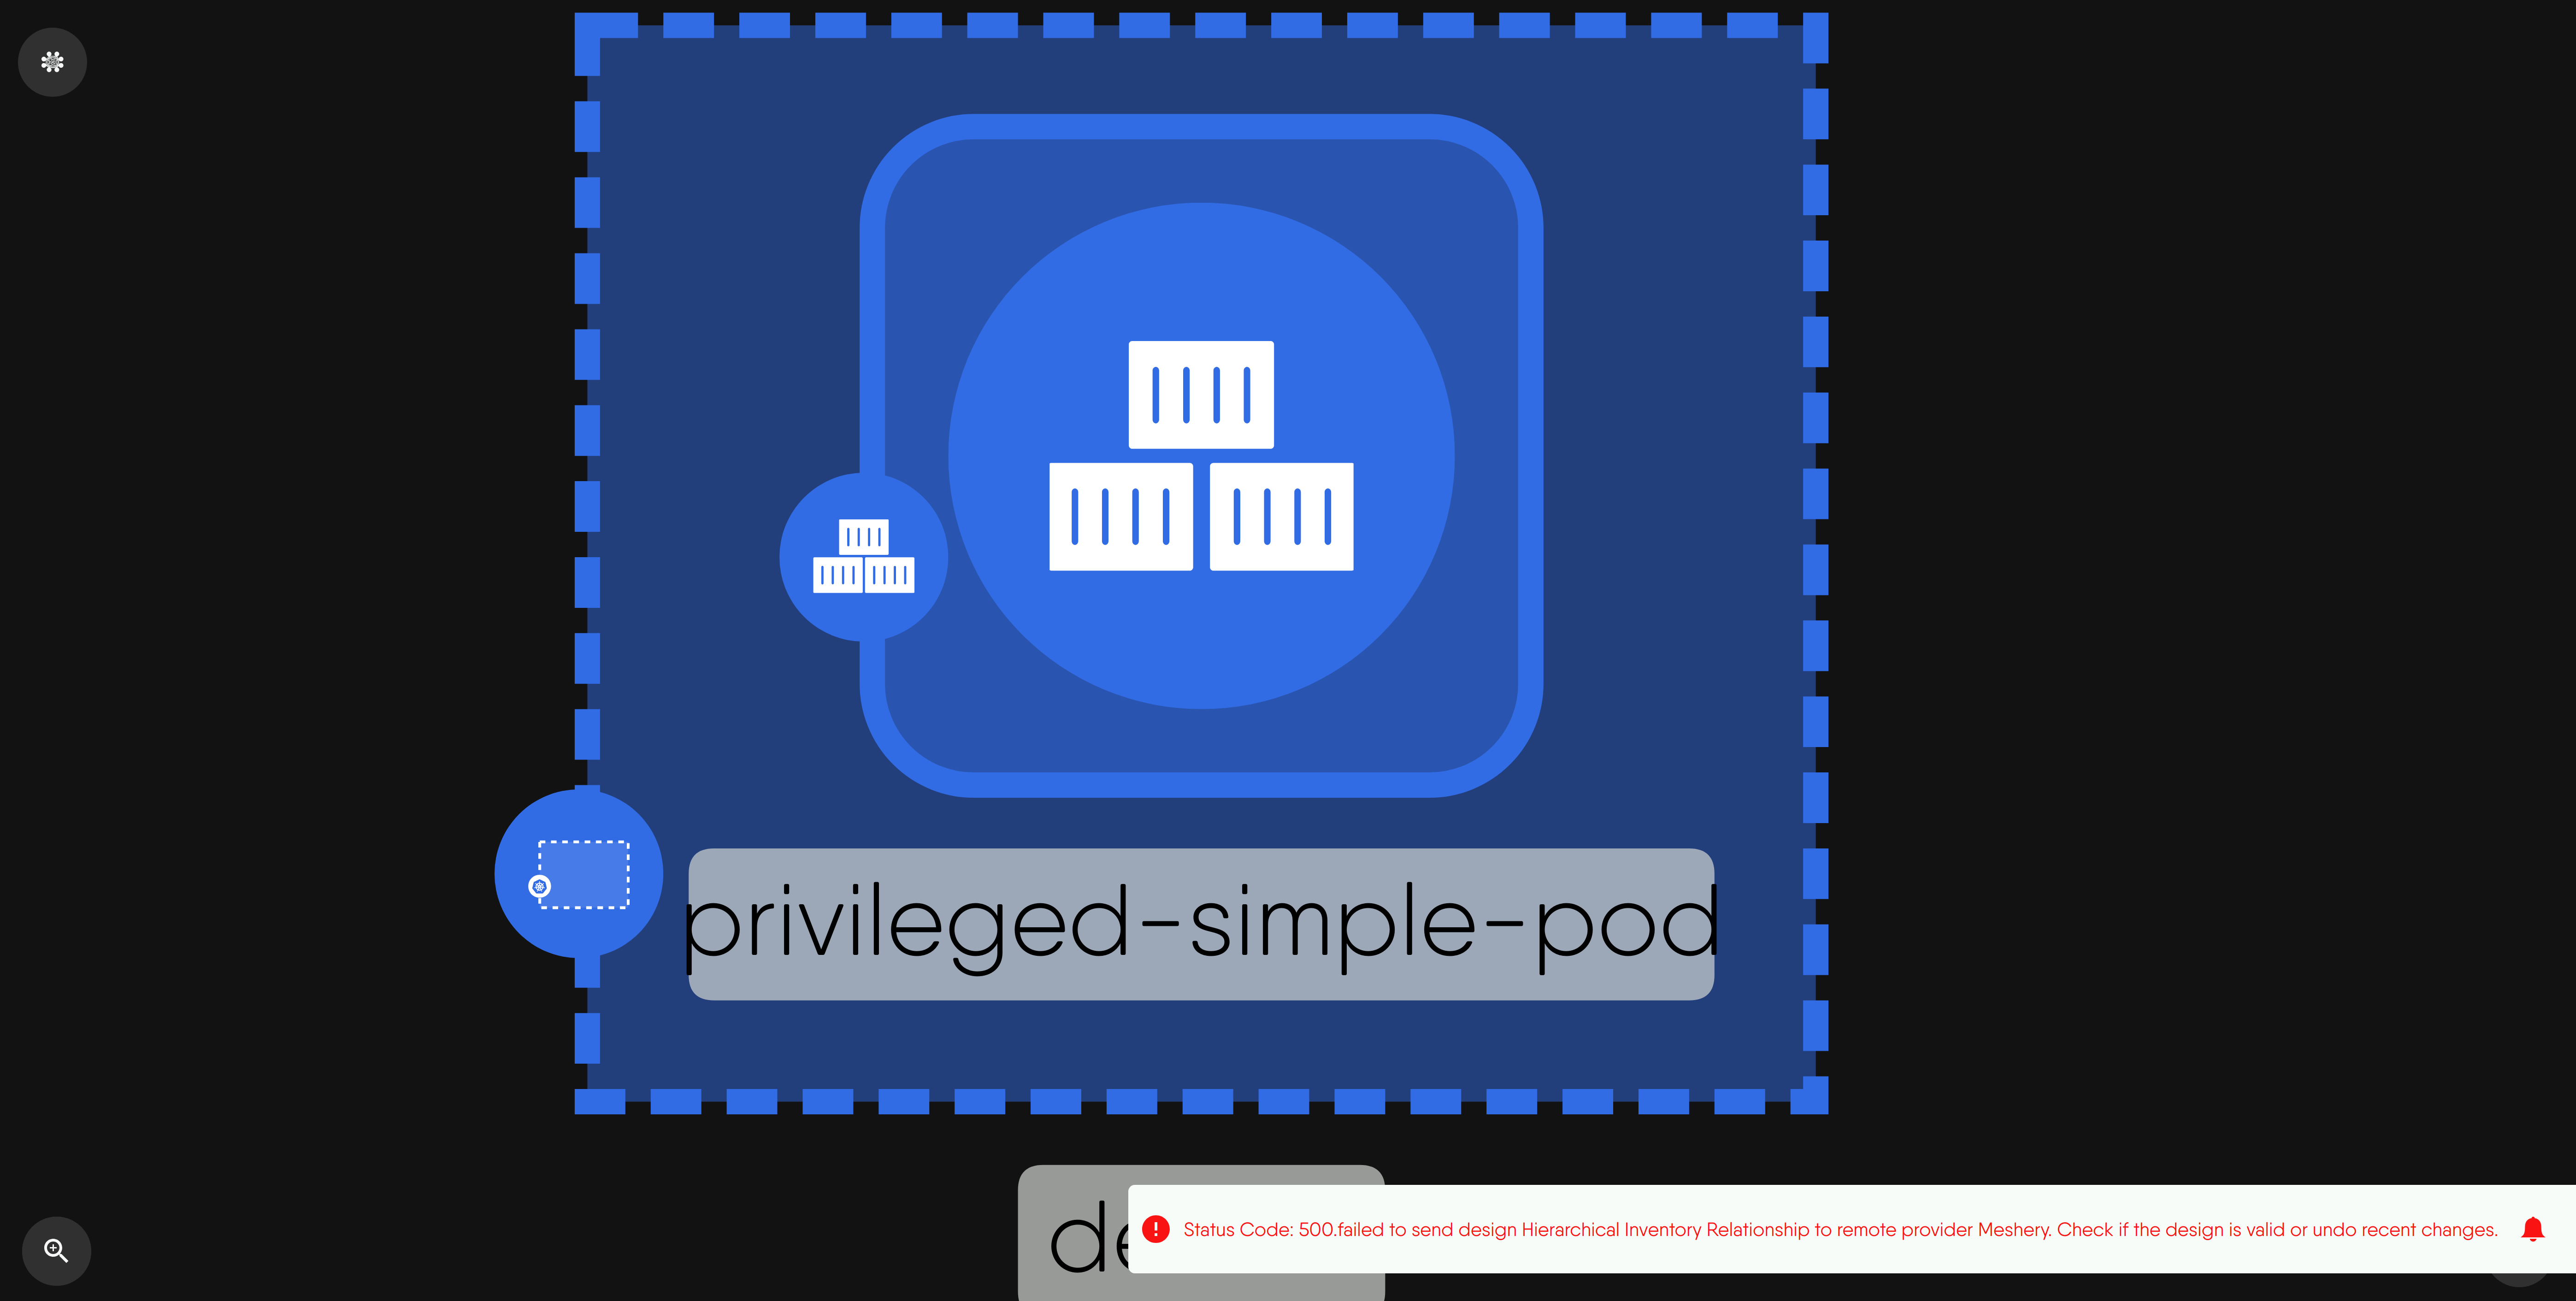 privileged-simple-pod
Status Code: 500.failed to send design Hierarchical Inventory Relationship to remote provider Meshery. Check if the design is valid or undo recent changes.